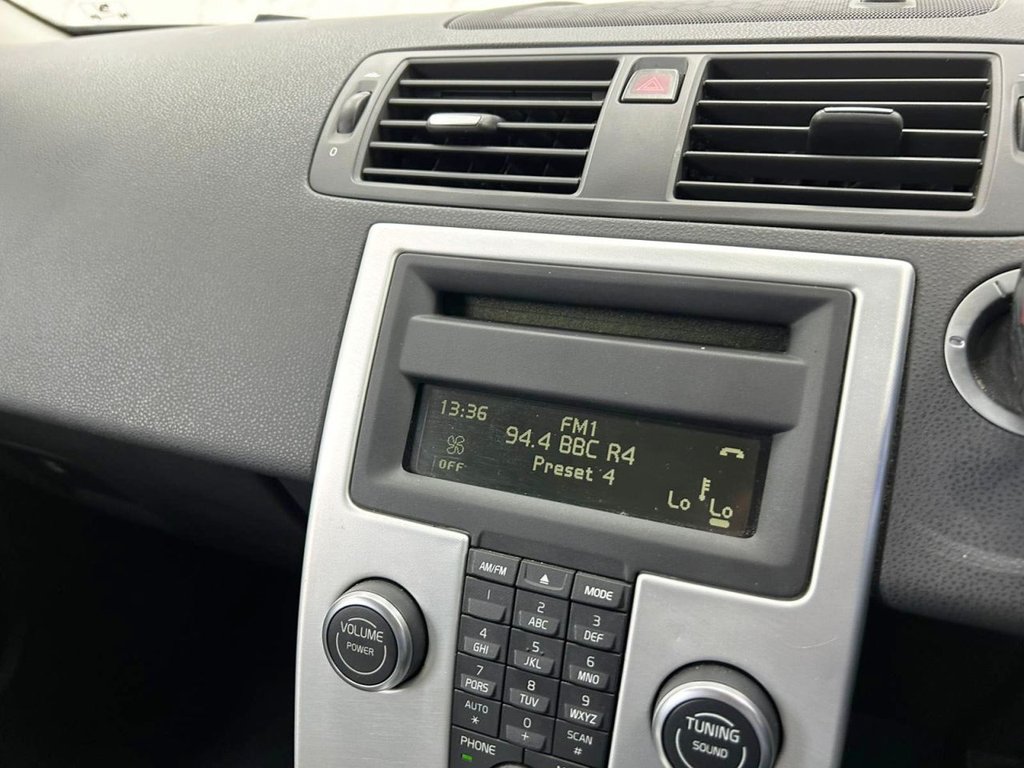 0
13:36
FM1
94.4 BBC R4
Preset 4
OFF
Lo Lo
AM/FM
MODE
1
2
ABC
3
DEF
4
GHI
5
JKL
6
MNO
7
PQRS
8
TUV
9
WXYZ
AUTO
*
0
+
SCAN
#
PHONE
VOLUME
POWER
TUNING
SOUND